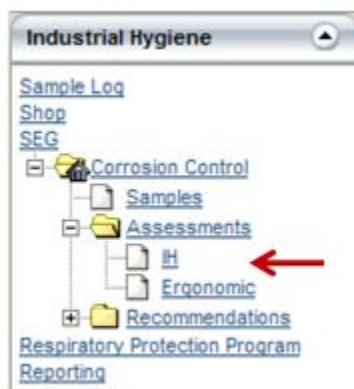 Industrial Hygiene
Sample Log
Shop
SEG
Corrosion Control
Samples
Assessments
IH
Ergonomic
Recommendations
Respiratory Protection Program
Reporting